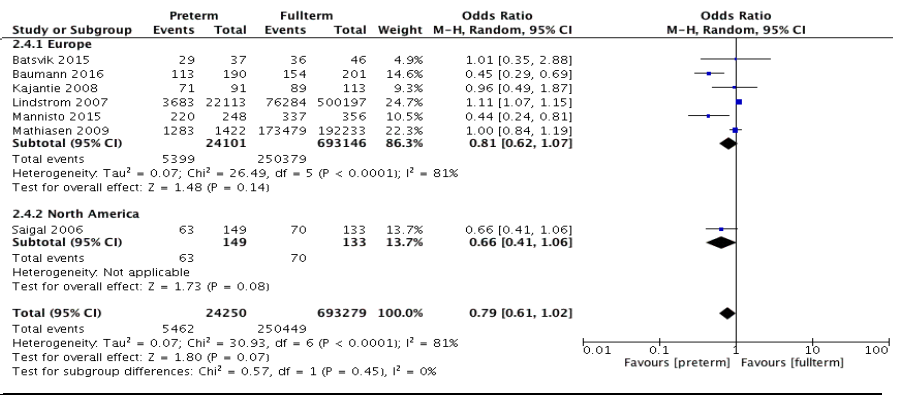 Preterm Fullterm Odds Ratio Odds Ratio
Study or Subgroup Events Total Events Total Weight M-H, Random, 95% CI M-H, Random, 95% CI
2.4.1 Europe
Batsvik 2015 29 37 36 46 4.9% 1.01 [0.35, 2.88]
Baumann 2016 113 190 154 201 14.6% 0.45 [0.29, 0.69]
Kajantie 2008 71 91 89 113 9.3% 0.96 [0.49, 1.87]
Lindstrom 2007 3683 22113 76284 500197 24.7% 1.11 [1.07, 1.15]
Mannisto 2015 220 248 337 356 10.5% 0.44 [0.24, 0.81]
Mathiasen 2009 1283 1422 173479 192233 22.3% 1.00 [0.84, 1.19]
Subtotal (95% CI) 24101 693146 86.3% 0.81 [0.62, 1.07]
Total events 5399 250379
Heterogeneity: Tau² = 0.07; Chi² = 26.49, df = 5 (P < 0.0001); I² = 81%
Test for overall effect: Z = 1.48 (P = 0.14)
2.4.2 North America
Saigal 2006 63 149 70 133 13.7% 0.66 [0.41, 1.06]
Subtotal (95% CI) 149 133 13.7% 0.66 [0.41, 1.06]
Total events 63 70
Heterogeneity: Not applicable
Test for overall effect: Z = 1.73 (P = 0.08)
Total (95% CI) 24250 693279 100.0% 0.79 [0.61, 1.02]
Total events 5462 250449
Heterogeneity: Tau² = 0.07; Chi² = 30.93, df = 6 (P < 0.0001); I² = 81%
Test for overall effect: Z = 1.80 (P = 0.07)
Test for subgroup differences: Chi² = 0.57, df = 1 (P = 0.45), I² = 0%
0.01 0.1 1 10 100
Favours [preterm] Favours [fullterm]